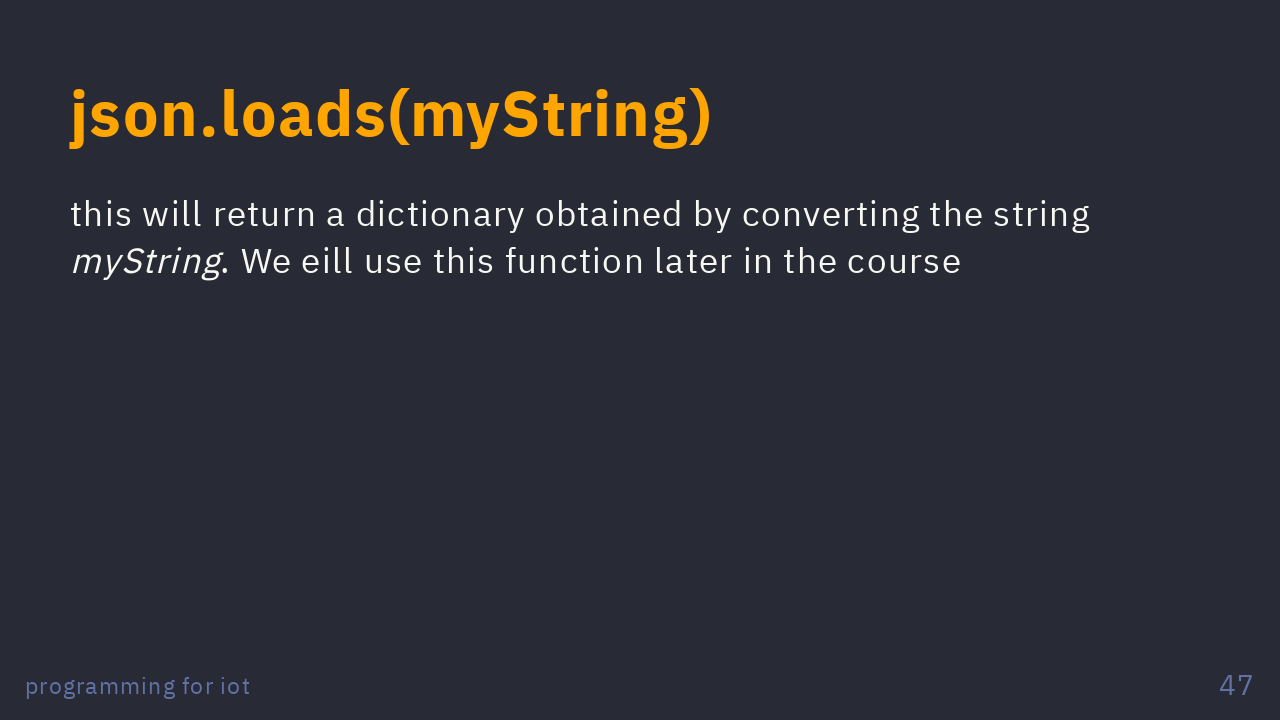 json.loads(myString)
this will return a dictionary obtained by converting the string
myString. We eill use this function later in the course
programming for iot
47